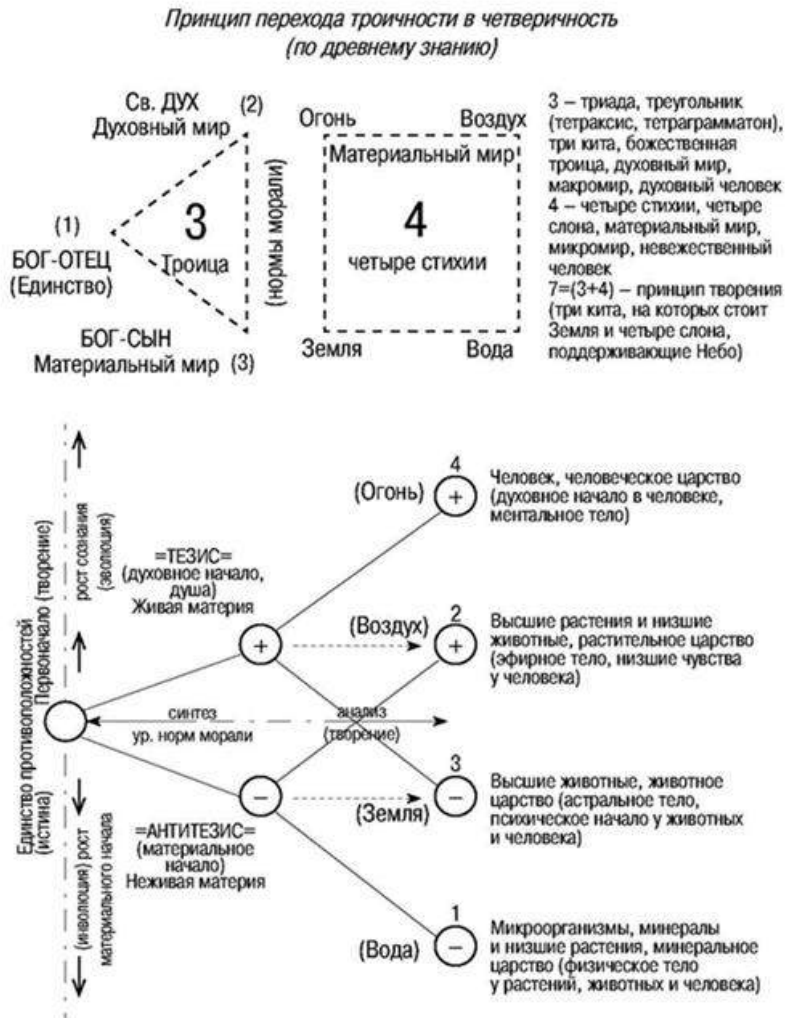 Принцип перехода троичности в четверичность
(по древнему знанию)
Св. ДУХ (2)
Духовный мир
(1)
БОГ-ОТЕЦ
(Единство)
3
Троица
БОГ-СЫН
Материальный мир (3)
(нормы морали)
Огонь Воздух
Материальный мир
4
четыре стихии
Земля Вода
3 – триада, треугольник
(тетраксис, тетраграмматон),
три кита, божественная
троица, духовный мир,
макромир, духовный человек
4 – четыре стихии, четыре
слона, материальный мир,
микромир, невежественный
человек
7=(3+4) – принцип творения
(три кита, на которых стоит
Земля и четыре слона,
поддерживающие Небо)
Единство противоположностей
(истина)
Первоначало (творение)
рост сознания
(эволюция)
(инволюция) рост
материального начала
=ТЕЗИС=
(духовное начало,
душа)
Живая материя
+
синтез
ур. норм морали
анализ
(творение)
–
=АНТИТЕЗИС=
(материальное
начало)
Неживая материя
4
(Огонь) +
Человек, человеческое царство
(духовное начало в человеке,
ментальное тело)
2
(Воздух) +
Высшие растения и низшие
животные, растительное царство
(эфирное тело, низшие чувства
у человека)
3
(Земля) –
Высшие животные, животное
царство (астральное тело,
психическое начало у животных
и человека)
1
(Вода) –
Микроорганизмы, минералы
и низшие растения, минеральное
царство (физическое тело
у растений, животных и человека)